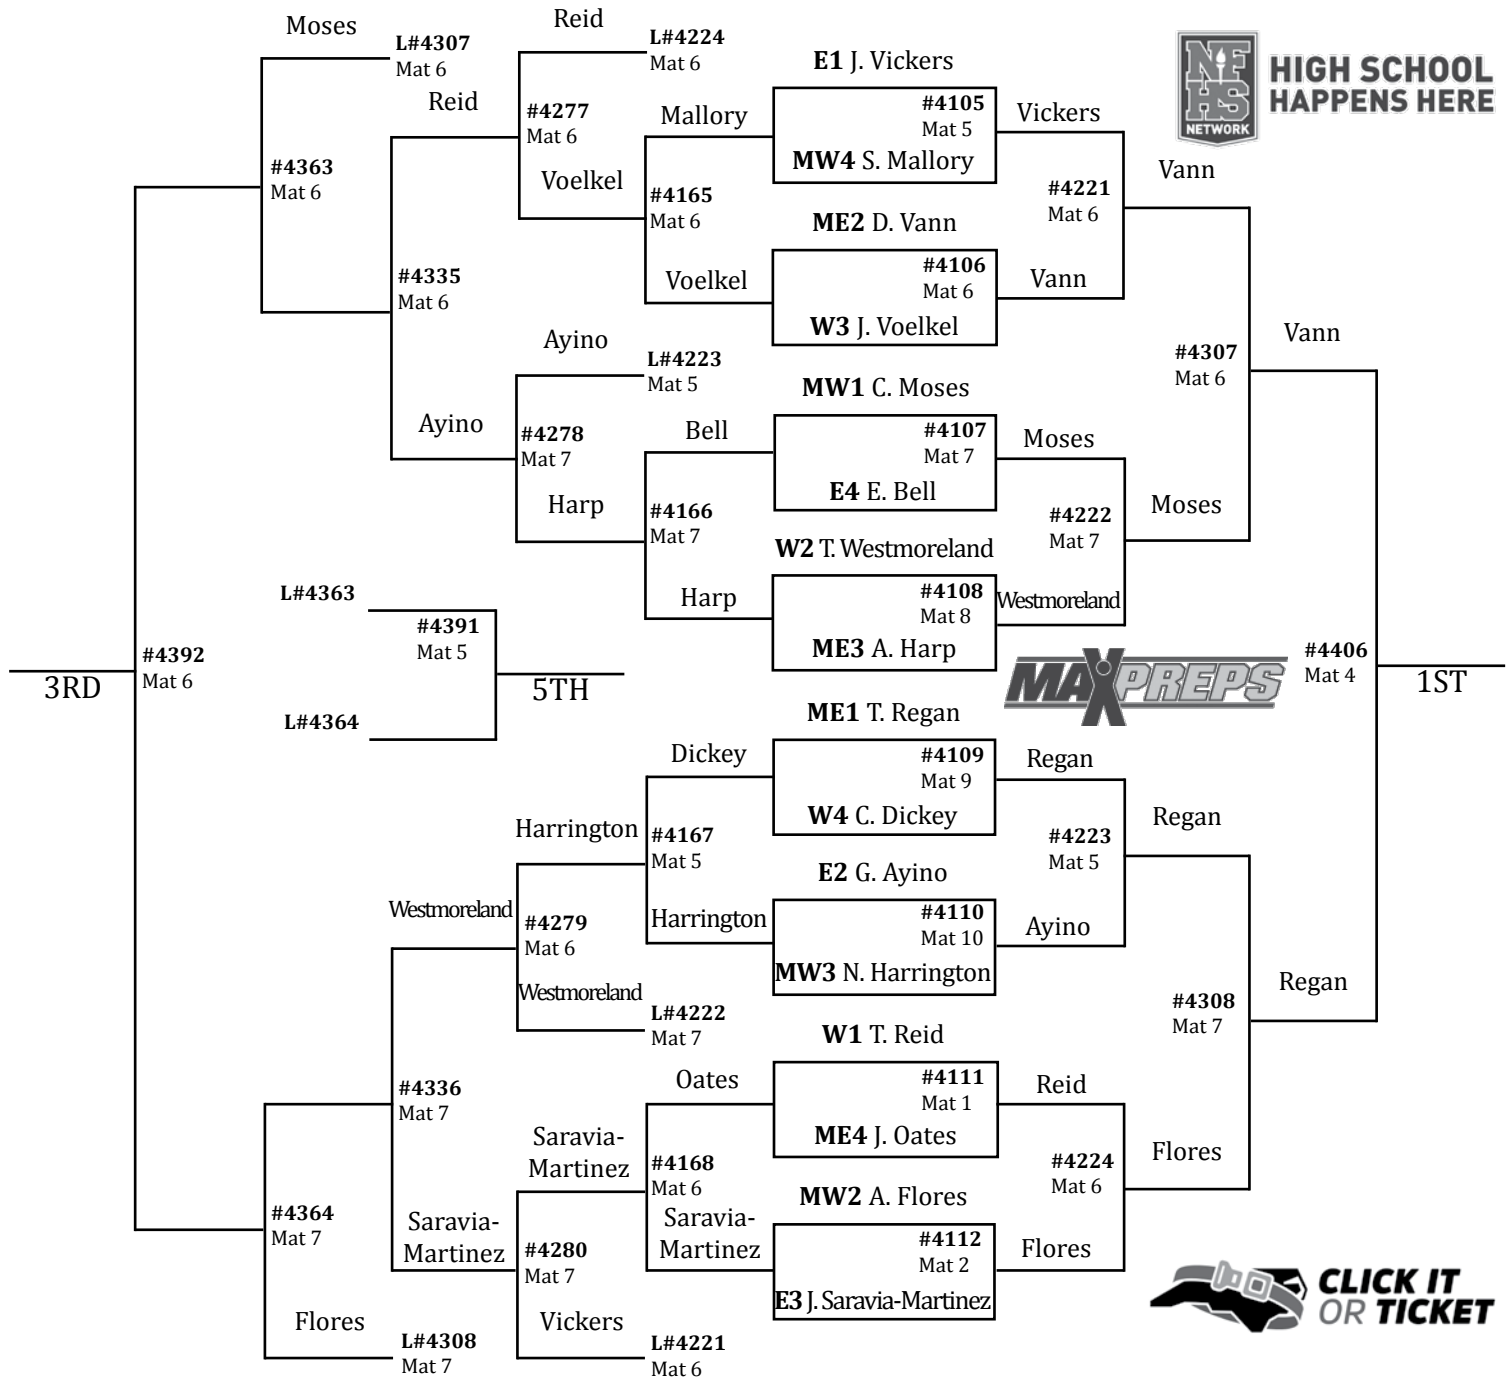 Moses
L#4307
Mat 6
Reid
L#4224
Mat 6
Reid
#4277
Mat 6
Voelkel
#4363
Mat 6
#4335
Mat 6
Ayino
L#4223
Mat 5
Ayino
#4278
Mat 7
Harp
Mallory
#4165
Mat 6
Voelkel
Bell
#4166
Mat 7
Harp
E1 J. Vickers
#4105
Mat 5
MW4 S. Mallory
ME2 D. Vann
#4106
Mat 6
W3 J. Voelkel
MW1 C. Moses
#4107
Mat 7
E4 E. Bell
W2 T. Westmoreland
#4108
Mat 8
ME3 A. Harp
Vickers
#4221
Mat 6
Vann
Moses
#4222
Mat 7
Westmoreland
Vann
#4307
Mat 6
Moses
Vann
NFHS
NETWORK
HIGH SCHOOL
HAPPENS HERE
L#4363
#4391
Mat 5
L#4364
5TH
#4392
Mat 6
3RD
MAXPREPS
#4406
Mat 4
1ST
ME1 T. Regan
#4109
Mat 9
W4 C. Dickey
E2 G. Ayino
#4110
Mat 10
MW3 N. Harrington
W1 T. Reid
#4111
Mat 1
ME4 J. Oates
MW2 A. Flores
#4112
Mat 2
E3 J. Saravia-Martinez
Dickey
#4167
Mat 5
Harrington
Harrington
#4279
Mat 6
Westmoreland
L#4222
Mat 7
Westmoreland
#4336
Mat 7
Oates
#4168
Mat 6
Saravia-
Martinez
Saravia-
Martinez
#4280
Mat 7
Vickers
L#4221
Mat 6
Saravia-
Martinez
#4364
Mat 7
Flores
L#4308
Mat 7
Regan
#4223
Mat 5
Ayino
Reid
#4224
Mat 6
Flores
Regan
#4308
Mat 7
Flores
Regan
CLICK IT
OR TICKET